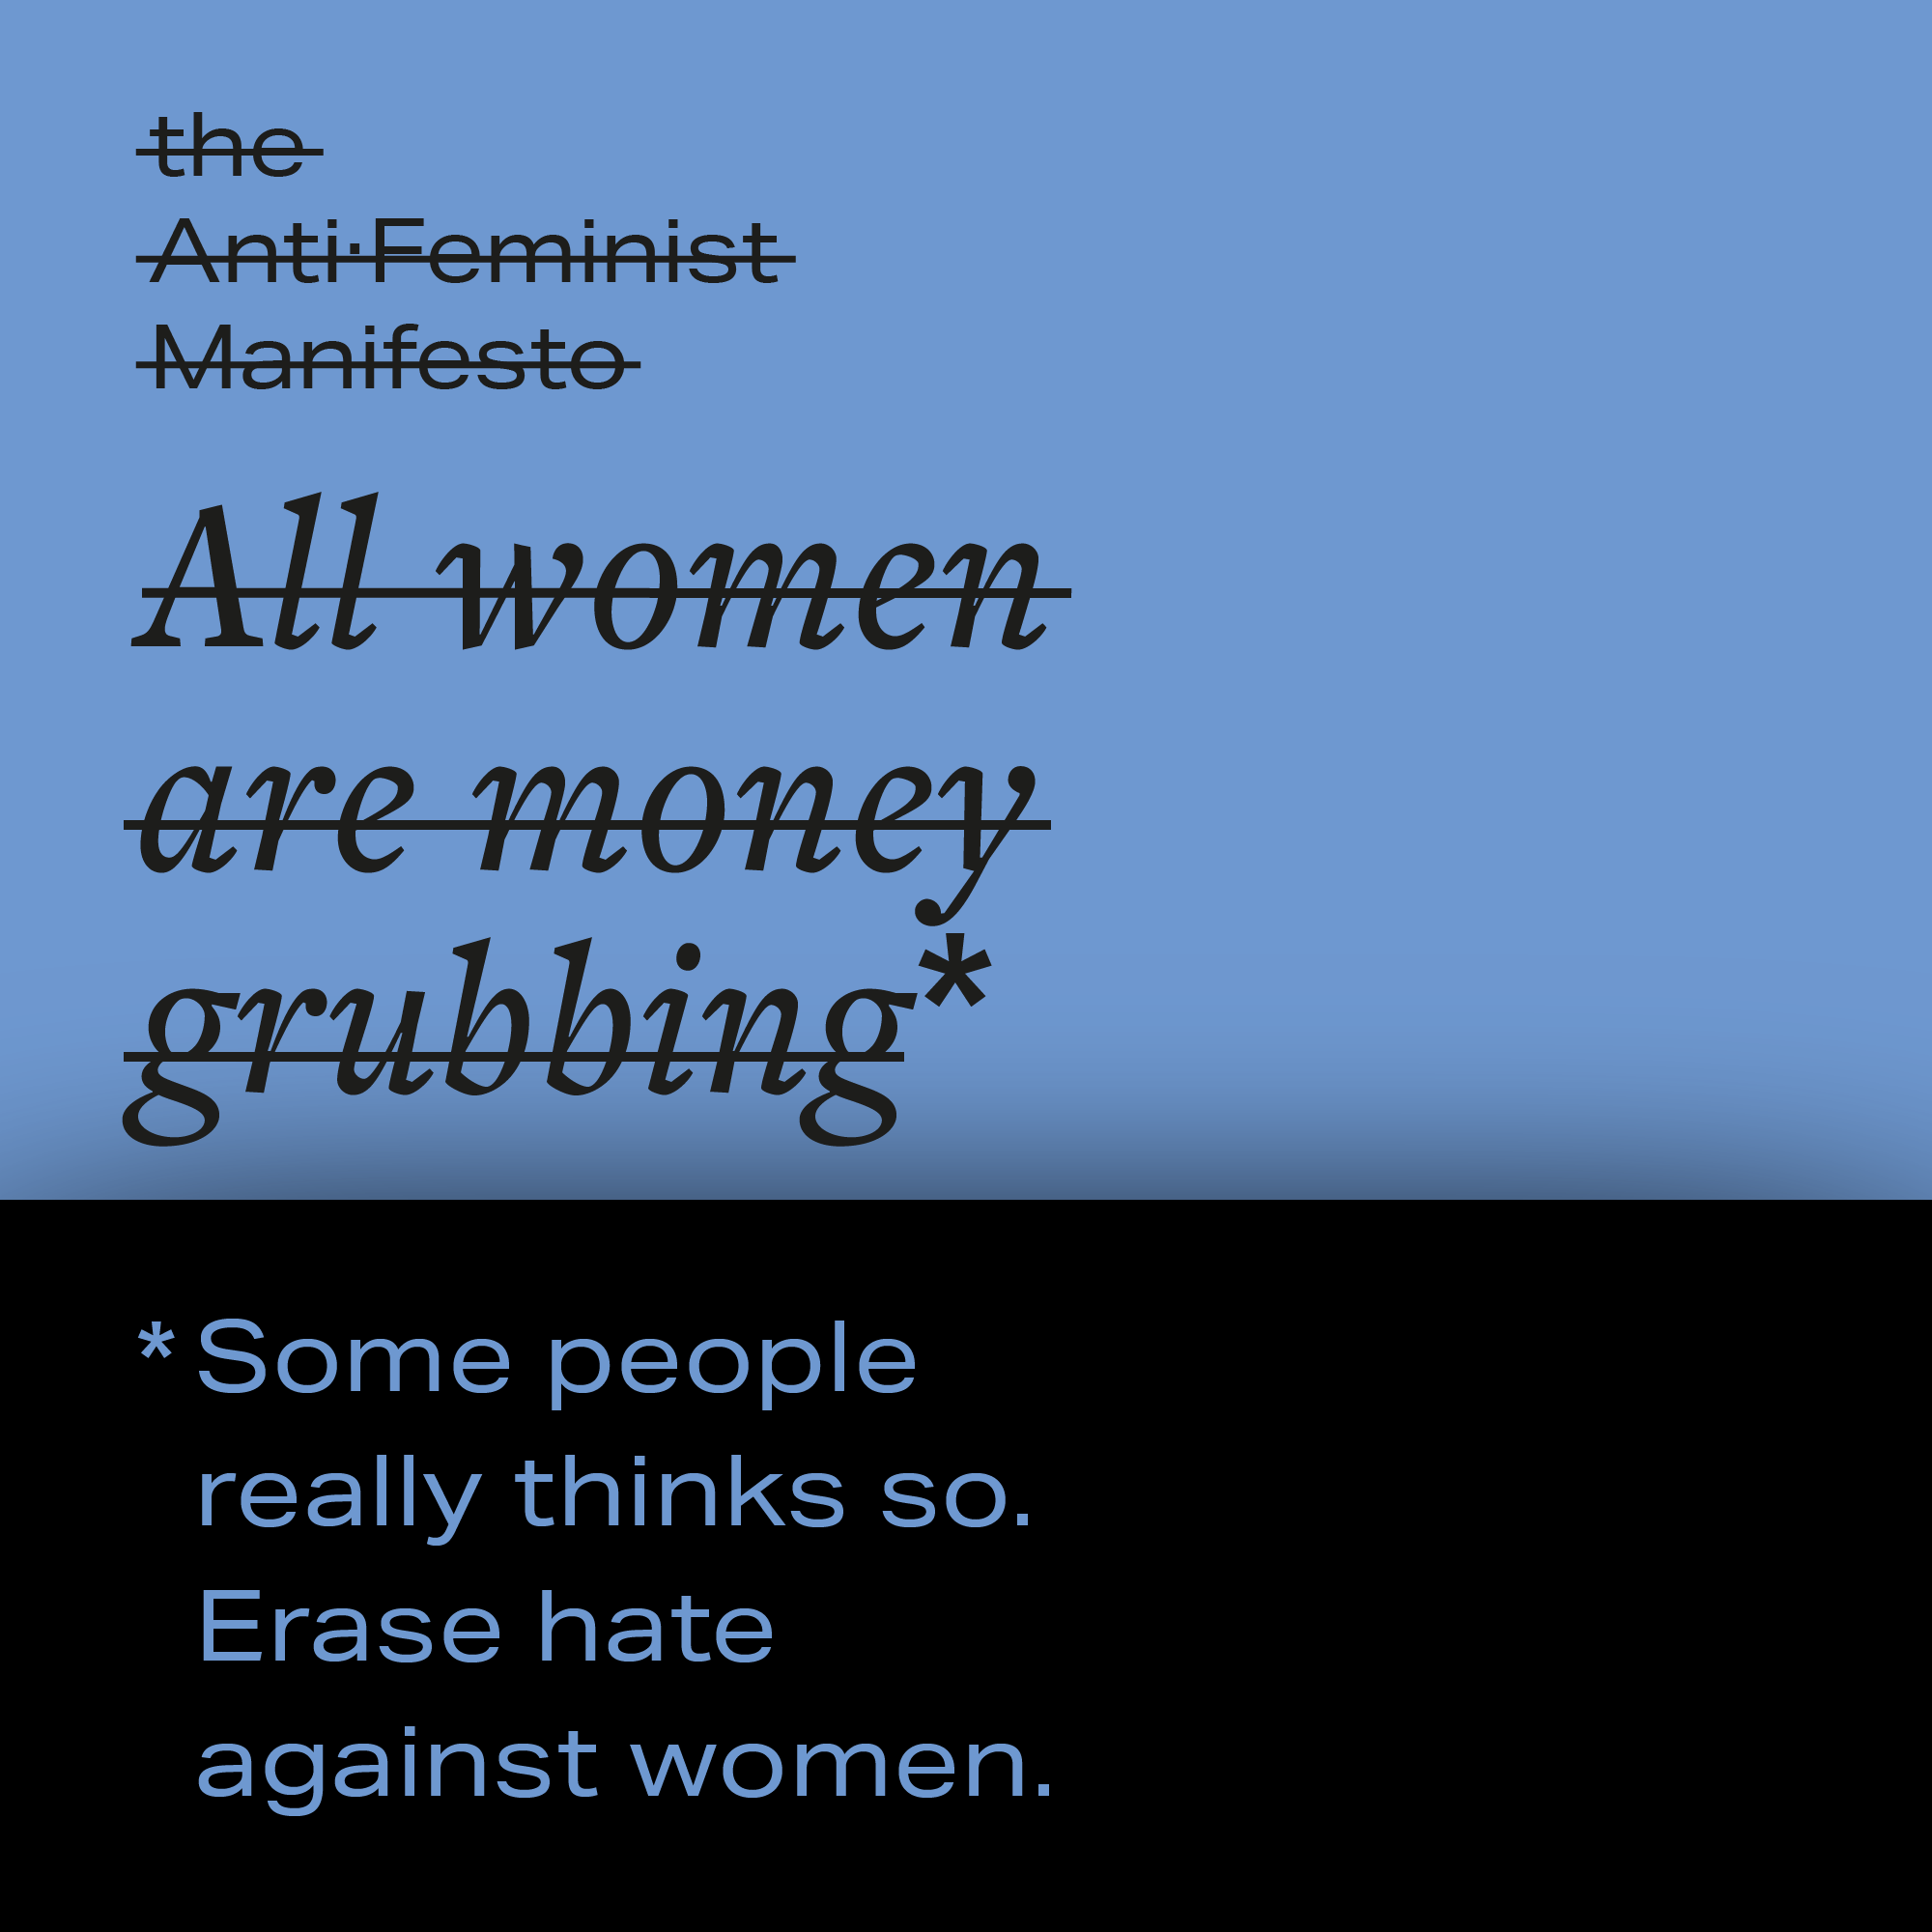 the
Anti·Feminist
Manifesto
All women
are money
grubbing*
*Some people
really thinks so.
Erase hate
against women.